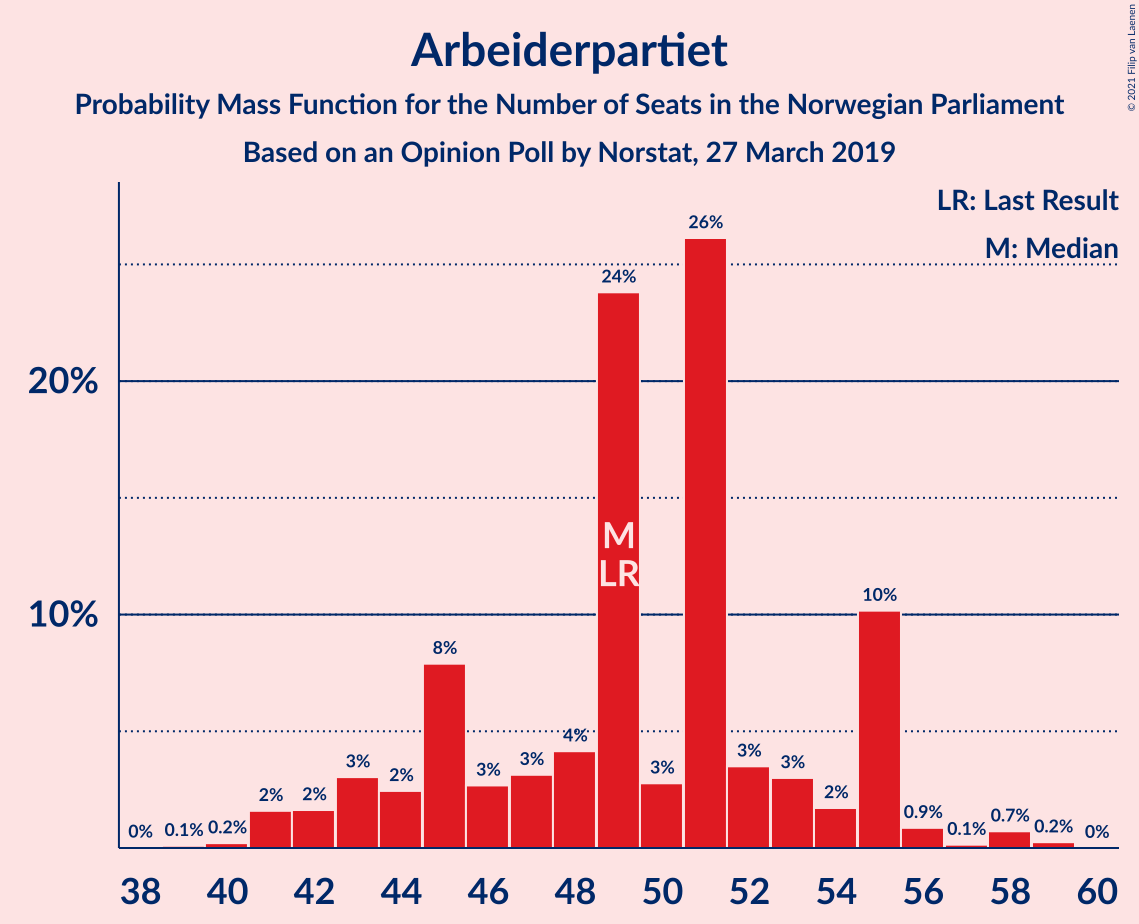 Arbeiderpartiet
Probability Mass Function for the Number of Seats in the Norwegian Parliament
Based on an Opinion Poll by Norstat, 27 March 2019
© 2021 Filip van Laenen
LR: Last Result
M: Median
20%
10%
0%
0.1%
0.2%
2%
2%
3%
2%
8%
3%
3%
4%
24%
3%
26%
3%
3%
2%
10%
0.9%
0.1%
0.7%
0.2%
0%
M
LR
38 40 42 44 46 48 50 52 54 56 58 60